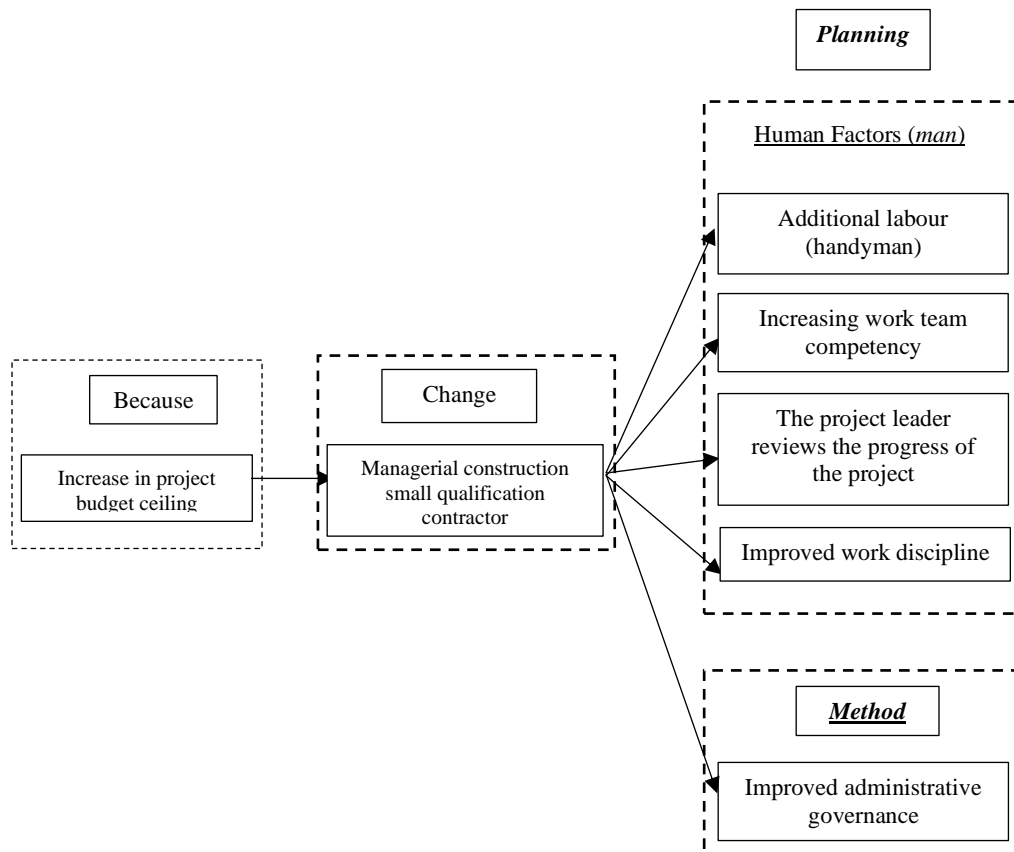 Planning
Human Factors (man)
Additional labour
(handyman)
Increasing work team
competency
The project leader
reviews the progress of
the project
Improved work discipline
Because
Increase in project
budget ceiling
Change
Managerial construction
small qualification
contractor
Method
Improved administrative
governance